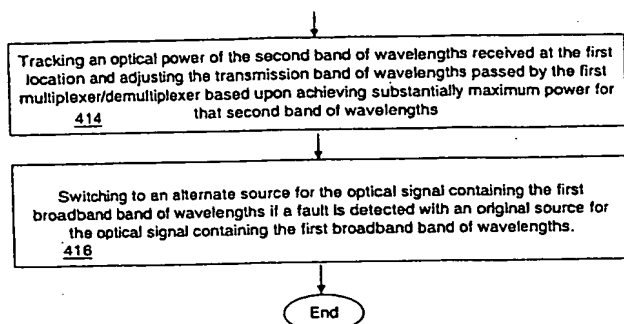 Tracking an optical power of the second band of wavelengths received at the first
location and adjusting the transmission band of wavelengths passed by the first
multiplexer/demultiplexer based upon achieving substantially maximum power for
414 that second band of wavelengths
Switching to an alternate source for the optical signal containing the first
broadband band of wavelengths if a fault is detected with an original source for
the optical signal containing the first broadband band of wavelengths.
416
End